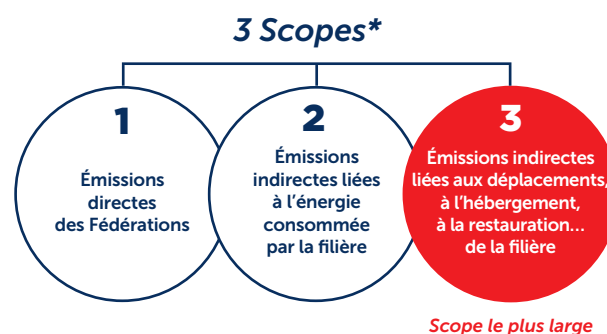 3 Scopes*
1
Émissions
directes
des Fédérations
2
Émissions
indirectes liées
à l'énergie
consommée
par la filière
3
Émissions indirectes
liées aux déplacements,
à l'hébergement,
à la restauration...
de la filière
Scope le plus large